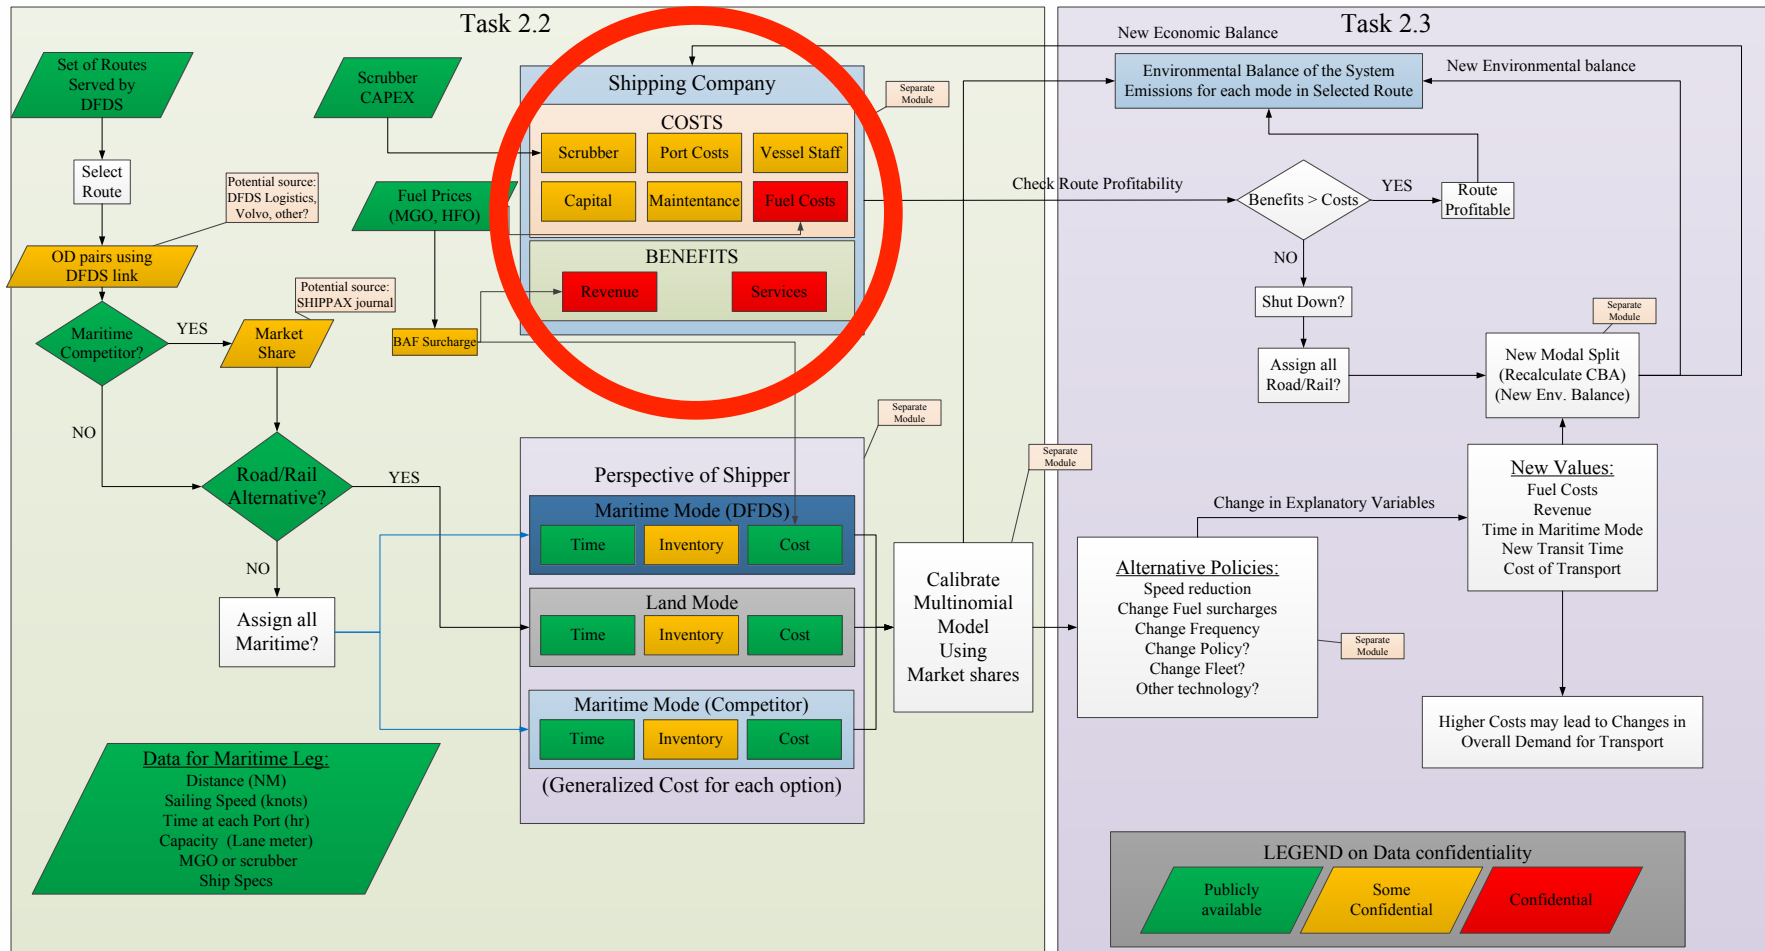 Task 2.2
Set of Routes
Served by
DFDS
Scrubber
CAPEX
Select
Route
Potential source:
DFDS Logistics,
Volvo, other?
Fuel Prices
(MGO, HFO)
OD pairs using
DFDS link
Potential source:
SHIPPAX journal
Maritime
Competitor?
YES
Market
Share
BAF Surcharge
NO
Road/Rail
Alternative?
YES
NO
Assign all
Maritime?
Data for Maritime Leg:
Distance (NM)
Sailing Speed (knots)
Time at each Port (hr)
Capacity (Lane meter)
MGO or scrubber
Ship Specs
Shipping Company
Separate
Module
COSTS
Scrubber
Port Costs
Vessel Staff
Capital
Maintentance
Fuel Costs
BENEFITS
Revenue
Services
Separate
Module
Perspective of Shipper
Maritime Mode (DFDS)
Time
Inventory
Cost
Land Mode
Time
Inventory
Cost
Maritime Mode (Competitor)
Time
Inventory
Cost
(Generalized Cost for each option)
Calibrate
Multinomial
Model
Using
Market shares
Separate
Module
Task 2.3
New Economic Balance
Environmental Balance of the System
Emissions for each mode in Selected Route
New Environmental balance
Check Route Profitability
Benefits > Costs
YES
Route
Profitable
NO
Shut Down?
Assign all
Road/Rail?
Separate
Module
New Modal Split
(Recalculate CBA)
(New Env. Balance)
New Values:
Fuel Costs
Revenue
Time in Maritime Mode
New Transit Time
Cost of Transport
Change in Explanatory Variables
Alternative Policies:
Speed reduction
Change Fuel surcharges
Change Frequency
Change Policy?
Change Fleet?
Other technology?
Separate
Module
Higher Costs may lead to Changes in
Overall Demand for Transport
LEGEND on Data confidentiality
Publicly
available
Some
Confidential
Confidential